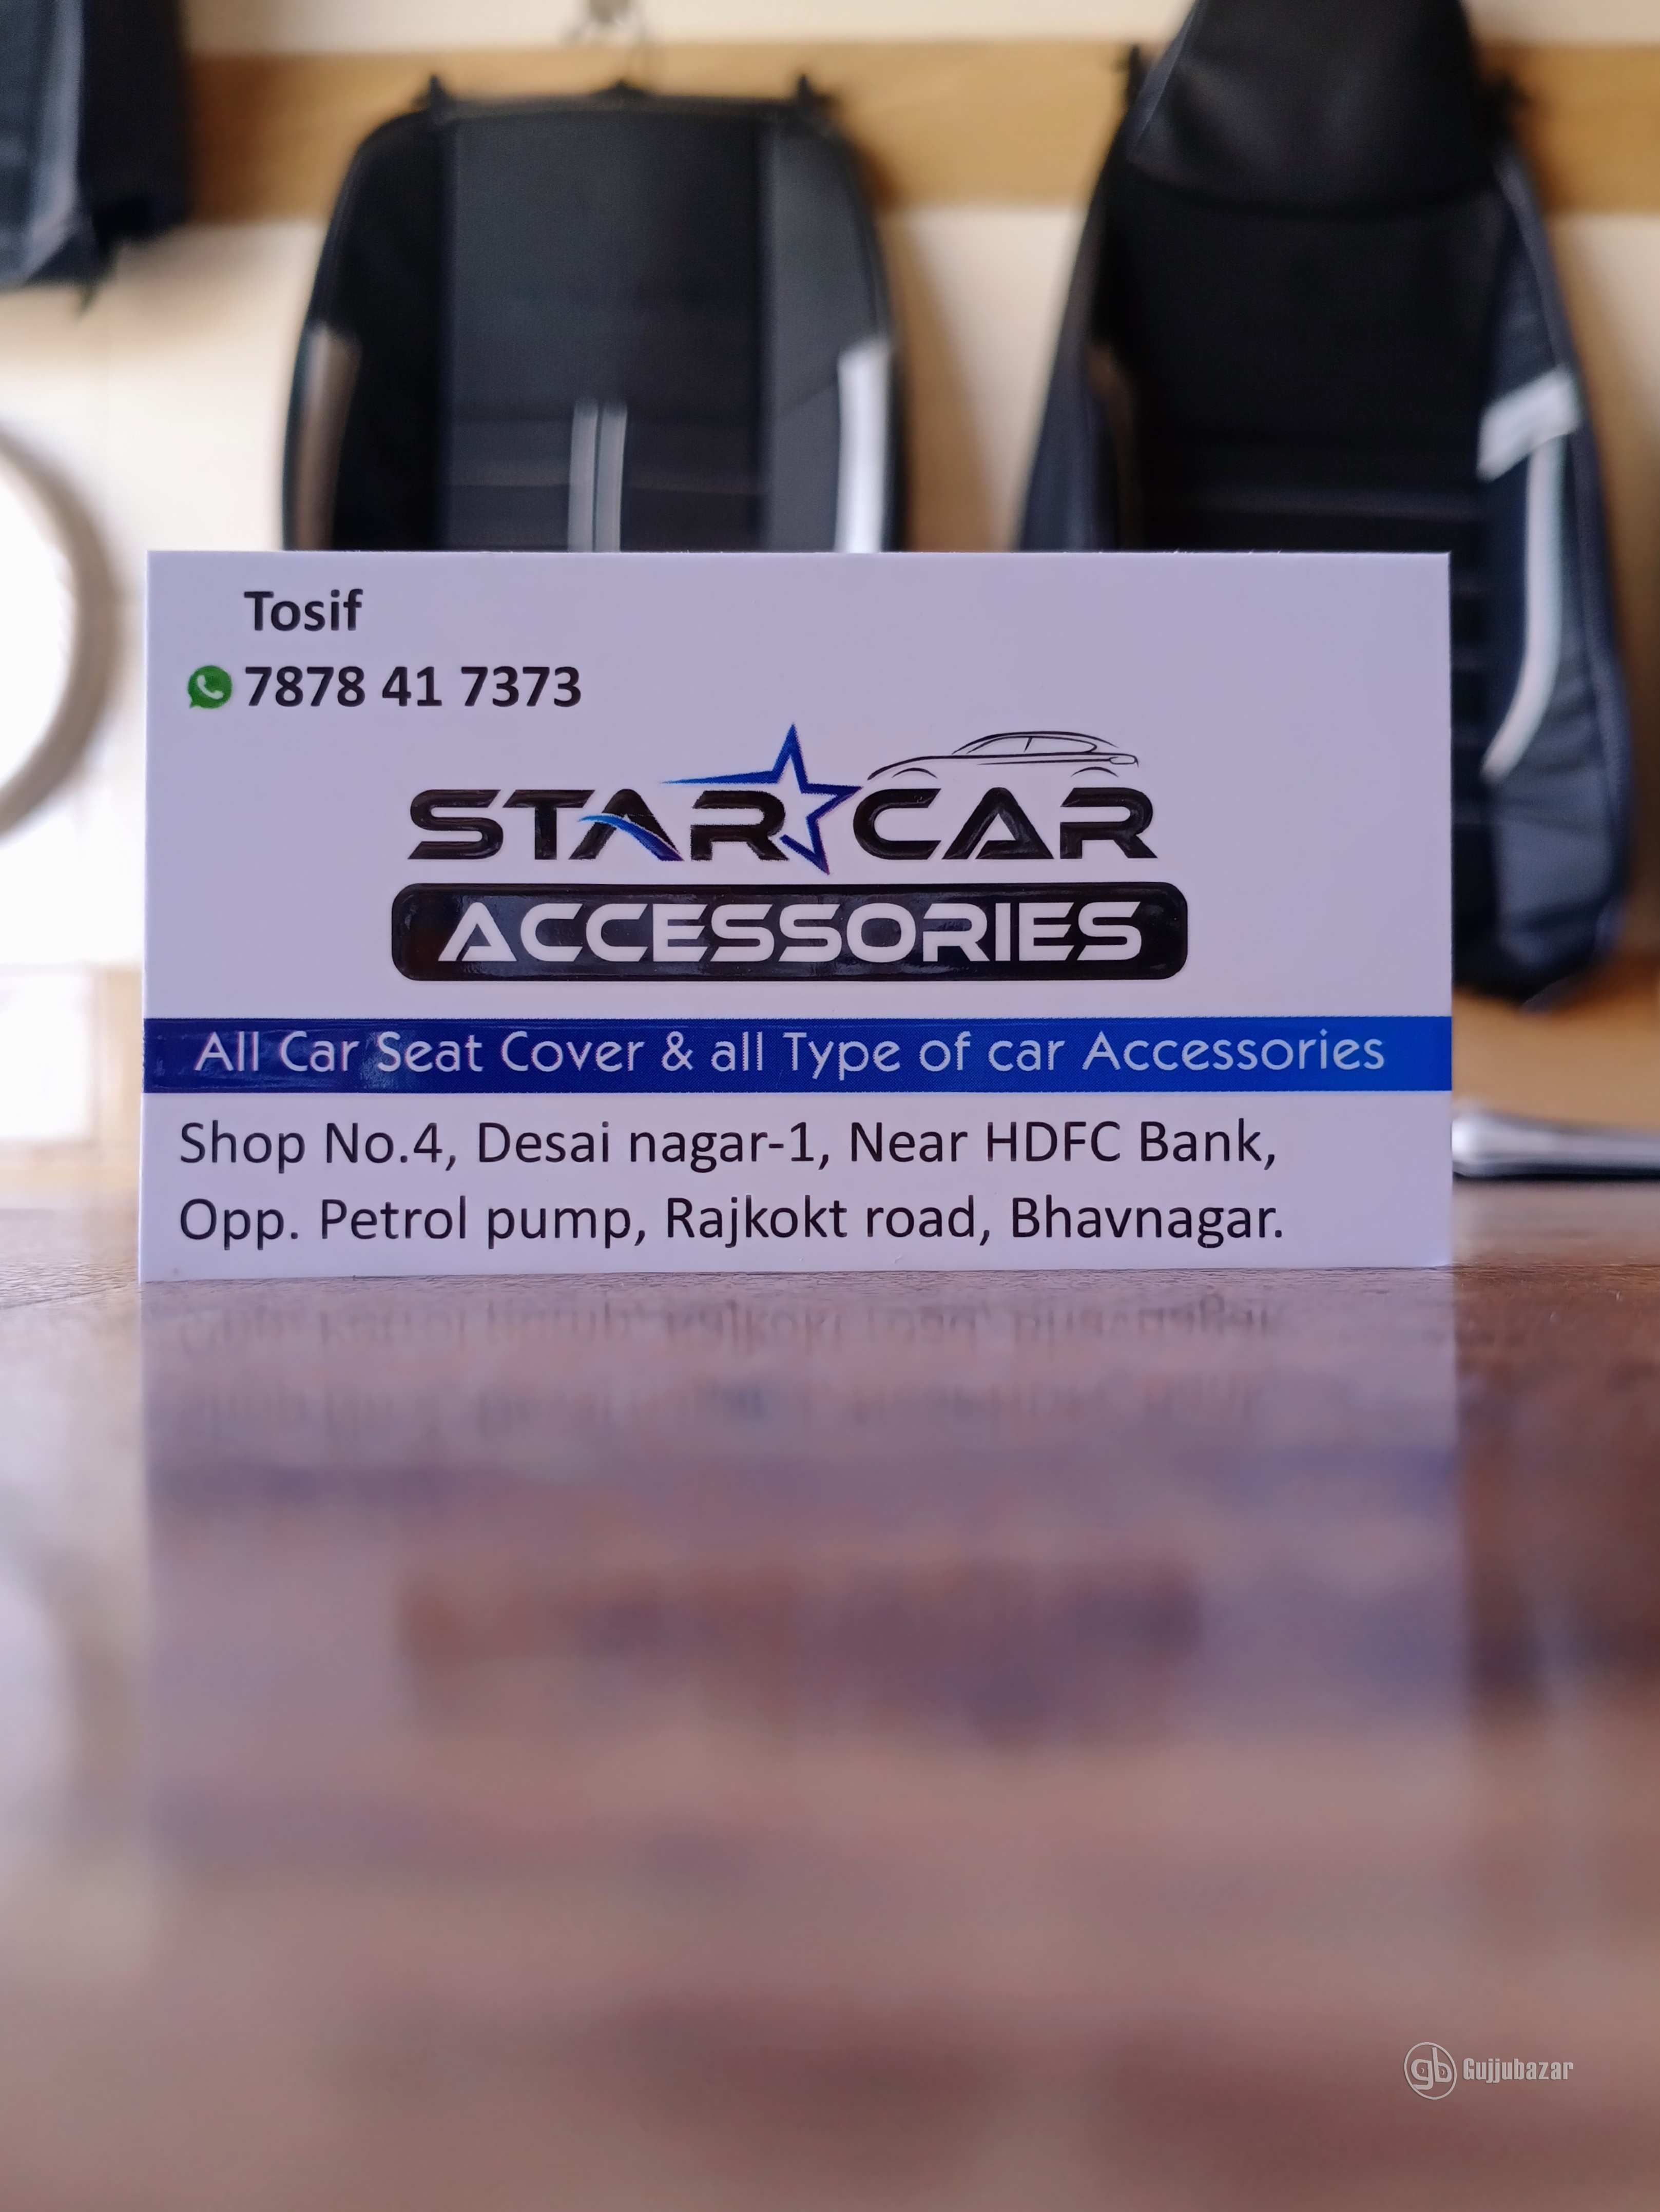 Tosif
7878 41 7373
STAR CAR
ACCESSORIES
All Car Seat Cover & all Type of car Accessories
Shop No.4, Desai nagar-1, Near HDFC Bank,
Opp. Petrol pump, Rajkokt road, Bhavnagar.
gb Gujjubazar